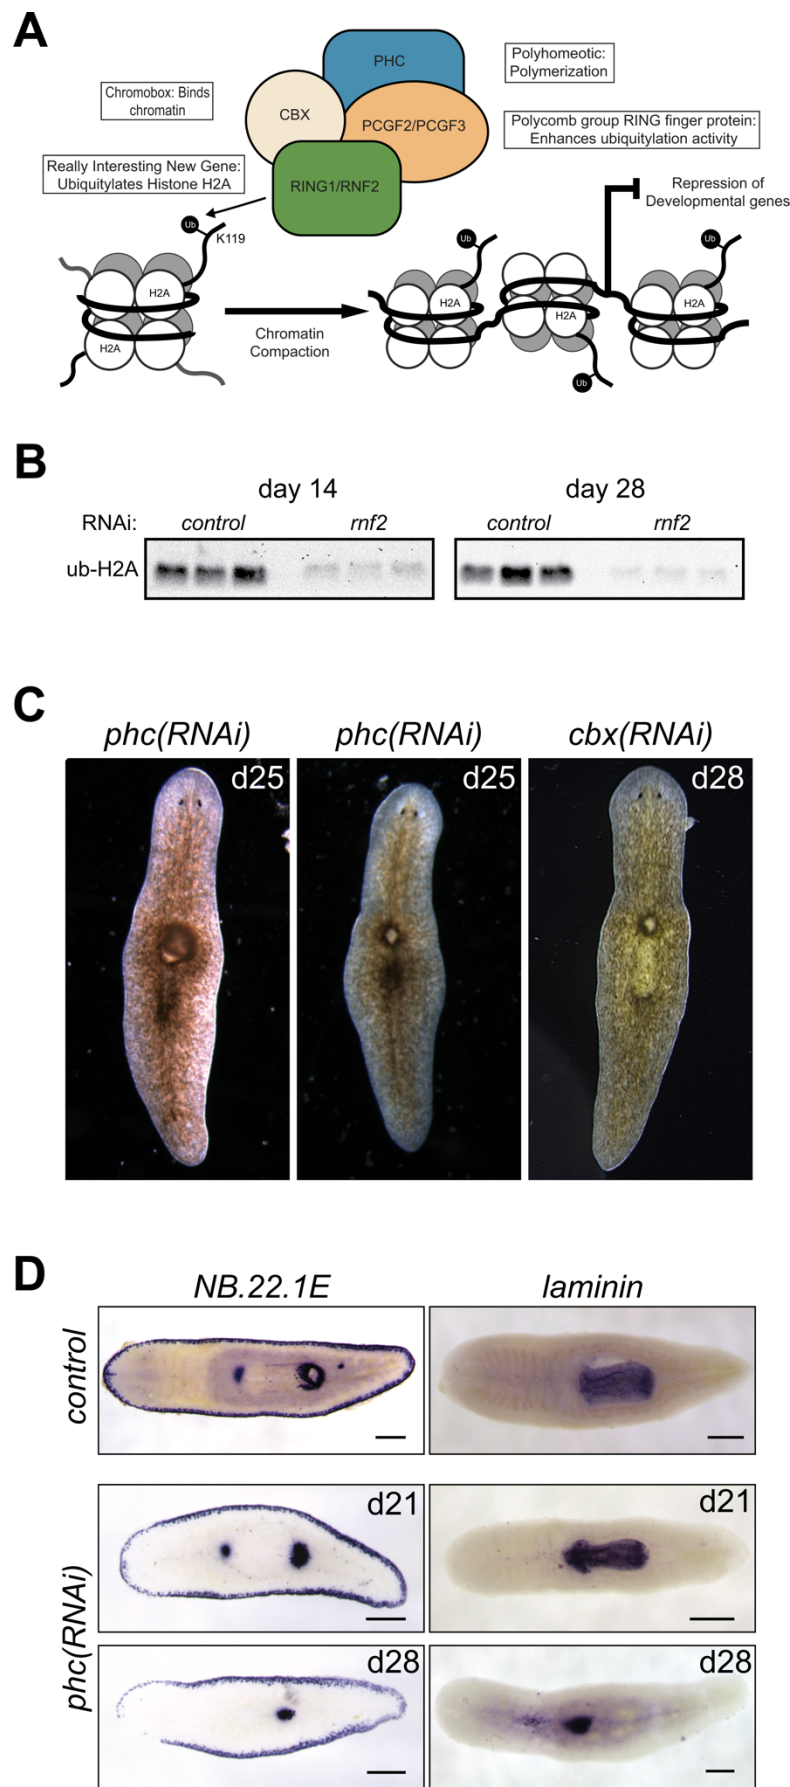 A
PHC
Polyhomeotic:
Polymerization
Chromobox: Binds
chromatin
CBX
PCGF2/PCGF3
Polycomb group RING finger protein:
Enhances ubiquitylation activity
Really Interesting New Gene:
Ubiquitylates Histone H2A
RING1/RNF2
Repression of
Developmental genes
Ub
K119
H2A
H2A
Chromatin
Compaction
Ub
H2A
H2A
Ub
Ub
H2A
B
day 14
day 28
RNAi:
control
rnf2
control
rnf2
ub-H2A
C
phc(RNAi)
phc(RNAi)
cbx(RNAi)
d25
d25
d28
D
NB.22.1E
laminin
control
phc(RNAi)
d21
d21
d28
d28